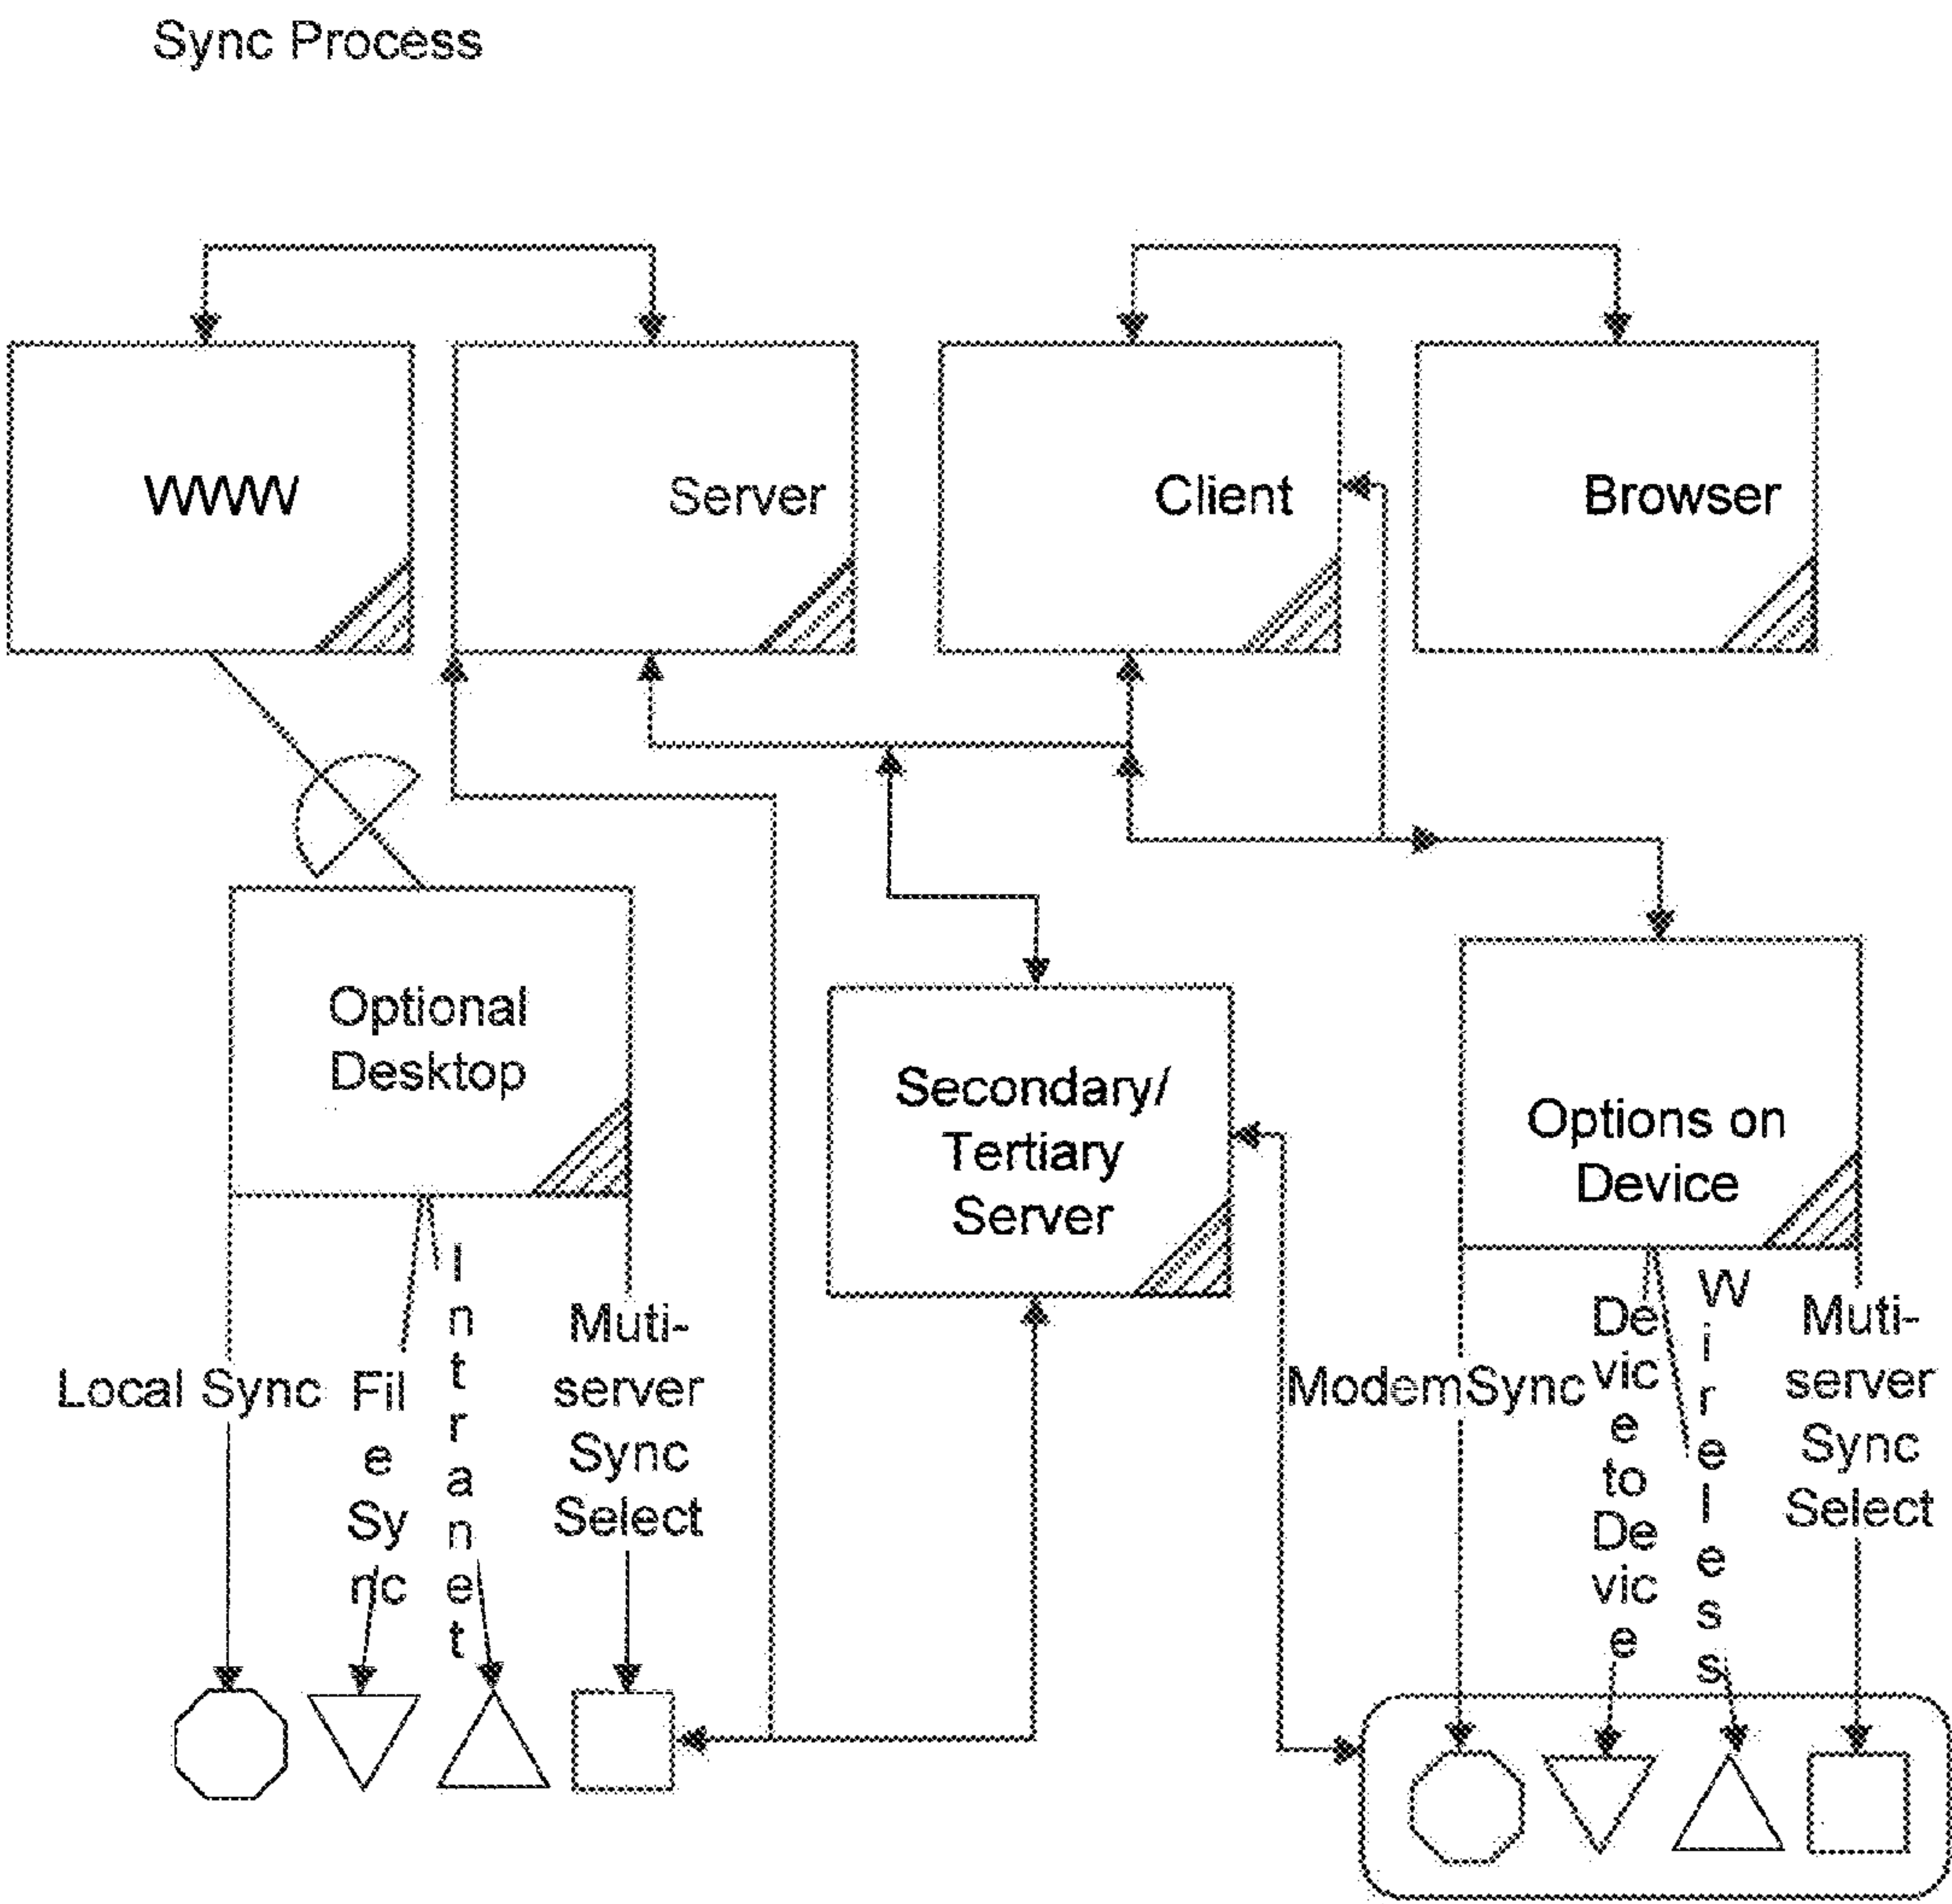 Sync Process
WWW
Server
Client
Browser
Optional
Desktop
Secondary/
Tertiary
Server
Options on
Device
Local Sync
Fil
e
Sy
nc
I
n
t
r
a
n
e
t
Muti-
server
Sync
Select
ModemSync
De
vic
e
to
De
vic
e
W
i
r
e
l
e
s
s
Muti-
server
Sync
Select